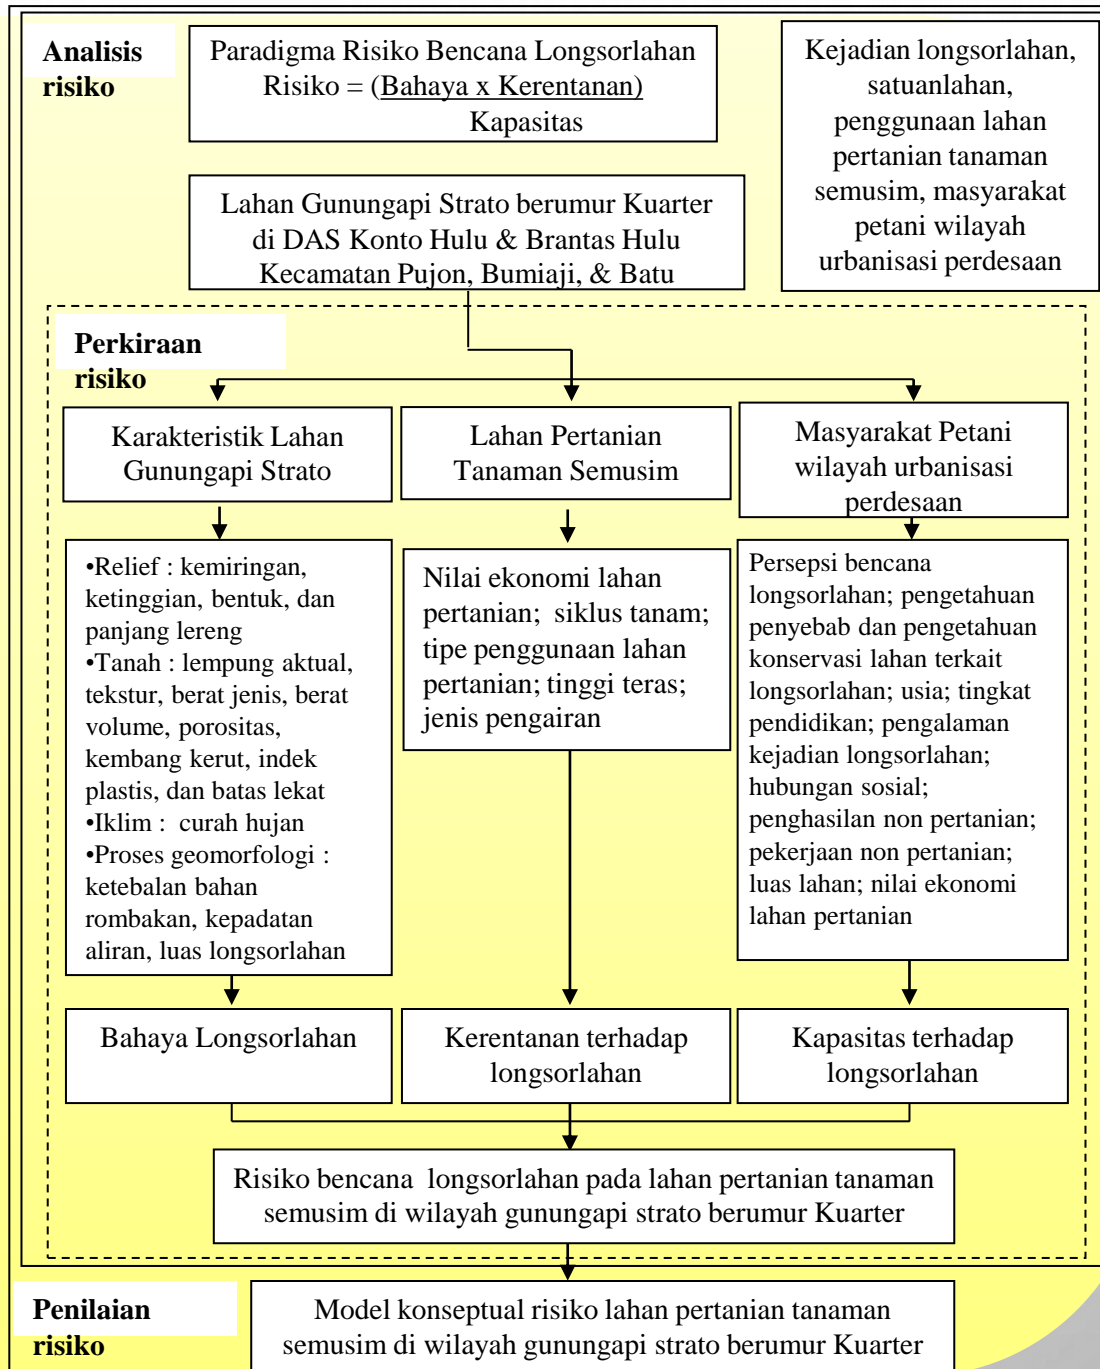 Analisis
risiko
Paradigma Risiko Bencana Longsorlahan
Risiko = (Bahaya x Kerentanan)
Kapasitas
Kejadian longsorlahan,
satuanlahan,
penggunaan lahan
pertanian tanaman
semusim, masyarakat
petani wilayah
urbanisasi perdesaan
Lahan Gunungapi Strato berumur Kuarter
di DAS Konto Hulu & Brantas Hulu
Kecamatan Pujon, Bumiaji, & Batu
Perkiraan
risiko
Karakteristik Lahan
Gunungapi Strato
Lahan Pertanian
Tanaman Semusim
Masyarakat Petani
wilayah urbanisasi
perdesaan
•Relief : kemiringan,
ketinggian, bentuk, dan
panjang lereng
•Tanah : lempung aktual,
tekstur, berat jenis, berat
volume, porositas,
kembang kerut, indek
plastis, dan batas lekat
•Iklim : curah hujan
•Proses geomorfologi :
ketebalan bahan
rombakan, kepadatan
aliran, luas longsorlahan
Nilai ekonomi lahan
pertanian; siklus tanam;
tipe penggunaan lahan
pertanian; tinggi teras;
jenis pengairan
Persepsi bencana
longsorlahan; pengetahuan
penyebab dan pengetahuan
konservasi lahan terkait
longsorlahan; usia; tingkat
pendidikan; pengalaman
kejadian longsorlahan;
hubungan sosial;
penghasilan non pertanian;
pekerjaan non pertanian;
luas lahan; nilai ekonomi
lahan pertanian
Bahaya Longsorlahan
Kerentanan terhadap
longsorlahan
Kapasitas terhadap
longsorlahan
Risiko bencana longsorlahan pada lahan pertanian tanaman
semusim di wilayah gunungapi strato berumur Kuarter
Penilaian
risiko
Model konseptual risiko lahan pertanian tanaman
semusim di wilayah gunungapi strato berumur Kuarter